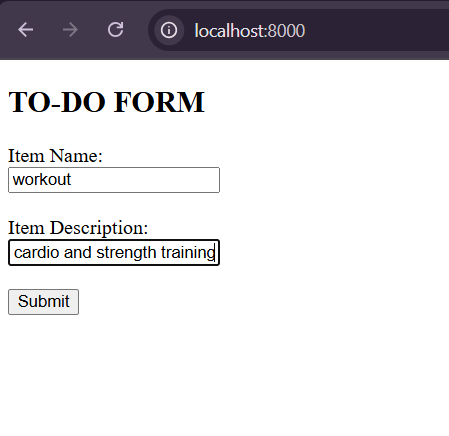 localhost:8000
TO-DO FORM
Item Name:
workout
Item Description:
cardio and strength training
Submit